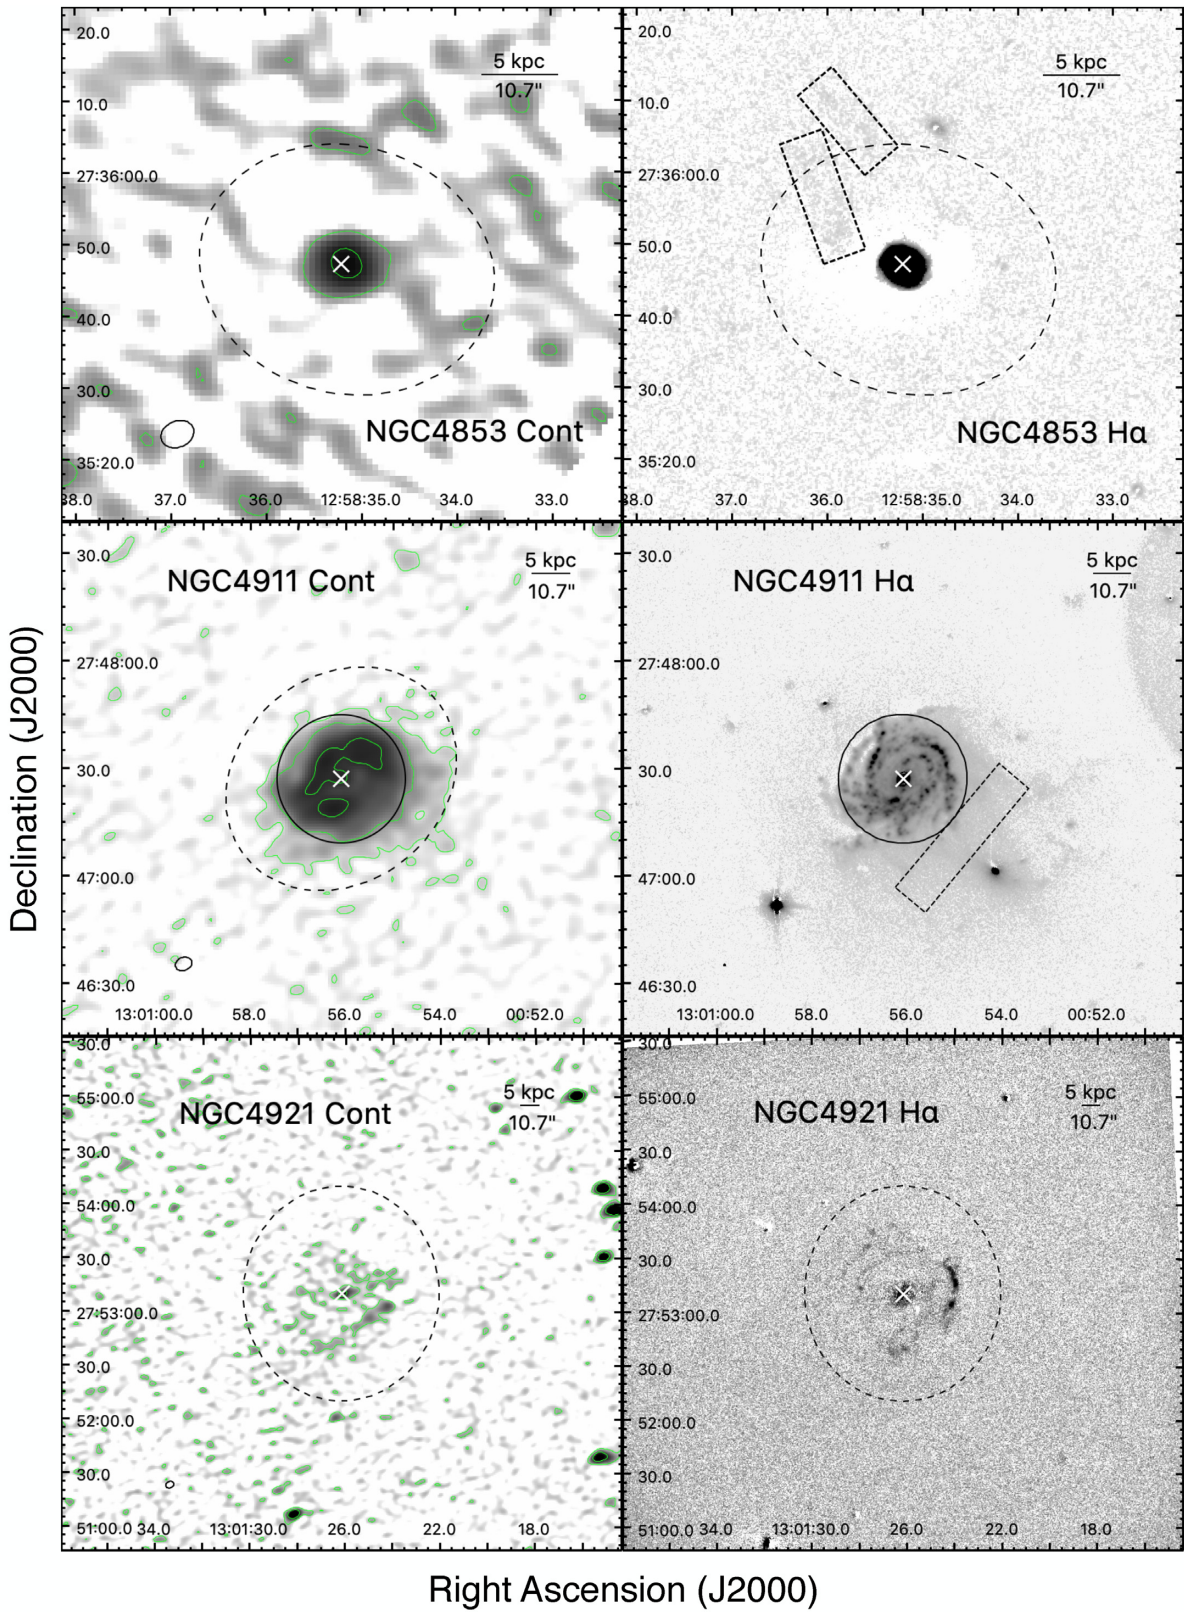 20.0
5 kpc
10.7"
10.0
27:36:00.0
50.0
40.0
30.0
NGC4853 Cont
35:20.0
38.0 37.0 36.0 12:58:35.0 34.0 33.0
20.0
5 kpc
10.7"
10.0
27:36:00.0
50.0
40.0
30.0
NGC4853 Hα
35:20.0
38.0 37.0 36.0 12:58:35.0 34.0 33.0
30.0
5 kpc
10.7"
NGC4911 Cont
27:48:00.0
30.0
47:00.0
46:30.0
13:01:00.0 58.0 56.0 54.0 00:52.0
30.0
5 kpc
10.7"
NGC4911 Hα
27:48:00.0
30.0
47:00.0
46:30.0
13:01:00.0 58.0 56.0 54.0 00:52.0
30.0
55:00.0
5 kpc
10.7"
NGC4921 Cont
30.0
54:00.0
30.0
27:53:00.0
30.0
52:00.0
30.0
51:00.0 34.0 13:01:30.0 26.0 22.0 18.0
30.0
55:00.0
5 kpc
10.7"
NGC4921 Hα
30.0
54:00.0
30.0
27:53:00.0
30.0
52:00.0
30.0
51:00.0 34.0 13:01:30.0 26.0 22.0 18.0
Declination (J2000)
Right Ascension (J2000)